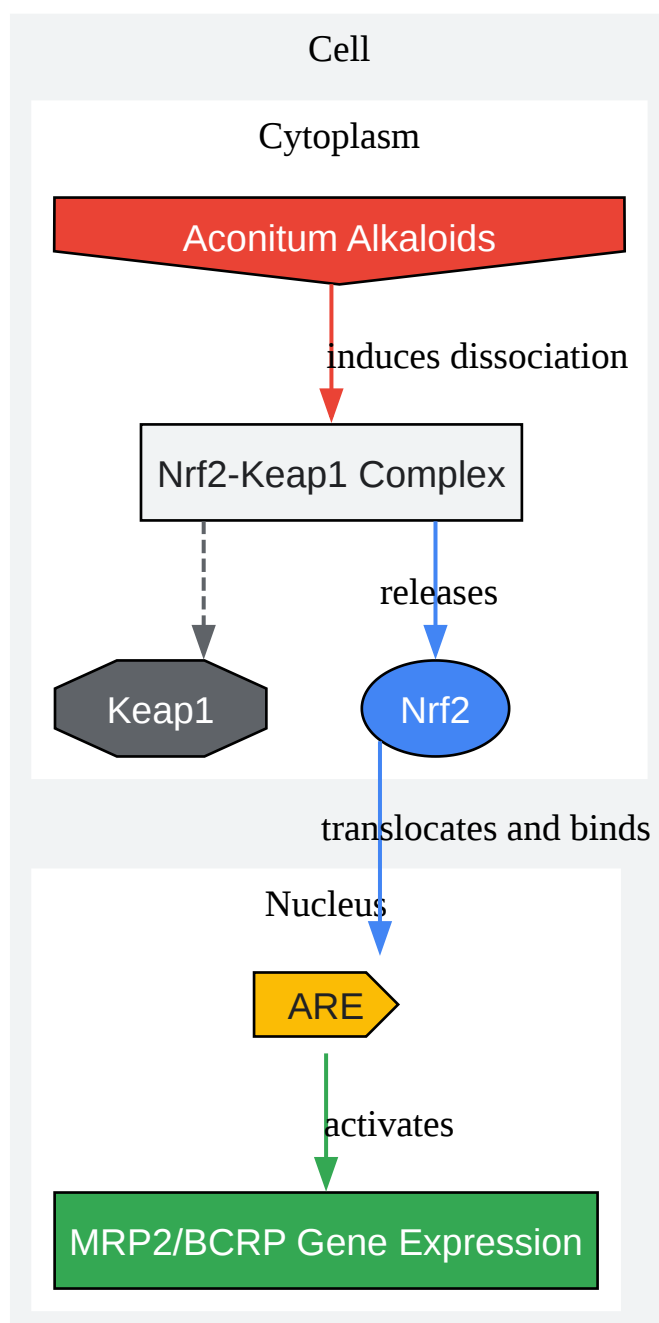 Cell
Cytoplasm
Aconitum Alkaloids
induces dissociation
Nrf2-Keap1 Complex
releases
Keap1
Nrf2
translocates and binds
Nucleus
ARE
activates
MRP2/BCRP Gene Expression